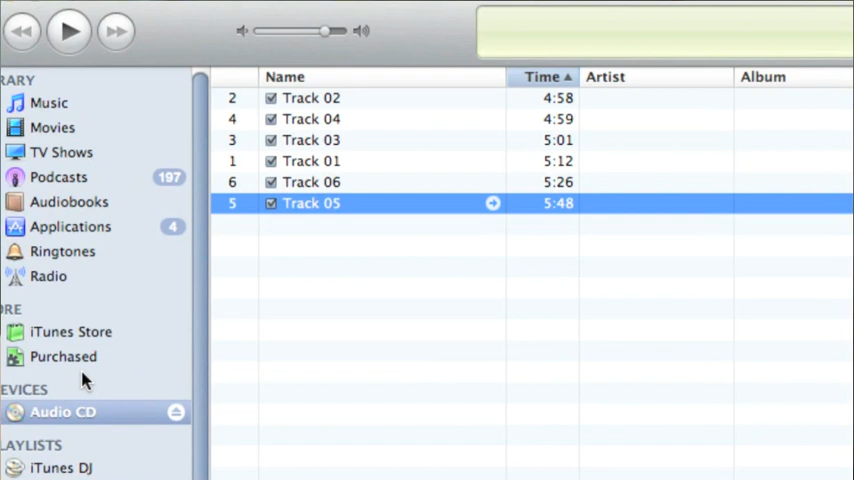 RARY
Music
Movies
TV Shows
Podcasts 197
Audiobooks
Applications 4
Ringtones
Radio
ORE
iTunes Store
Purchased
EVICES
Audio CD
LAYLISTS
iTunes DJ
Name Time Artist Album
2 Track 02 4:58
4 Track 04 4:59
3 Track 03 5:01
1 Track 01 5:12
6 Track 06 5:26
5 Track 05 5:48